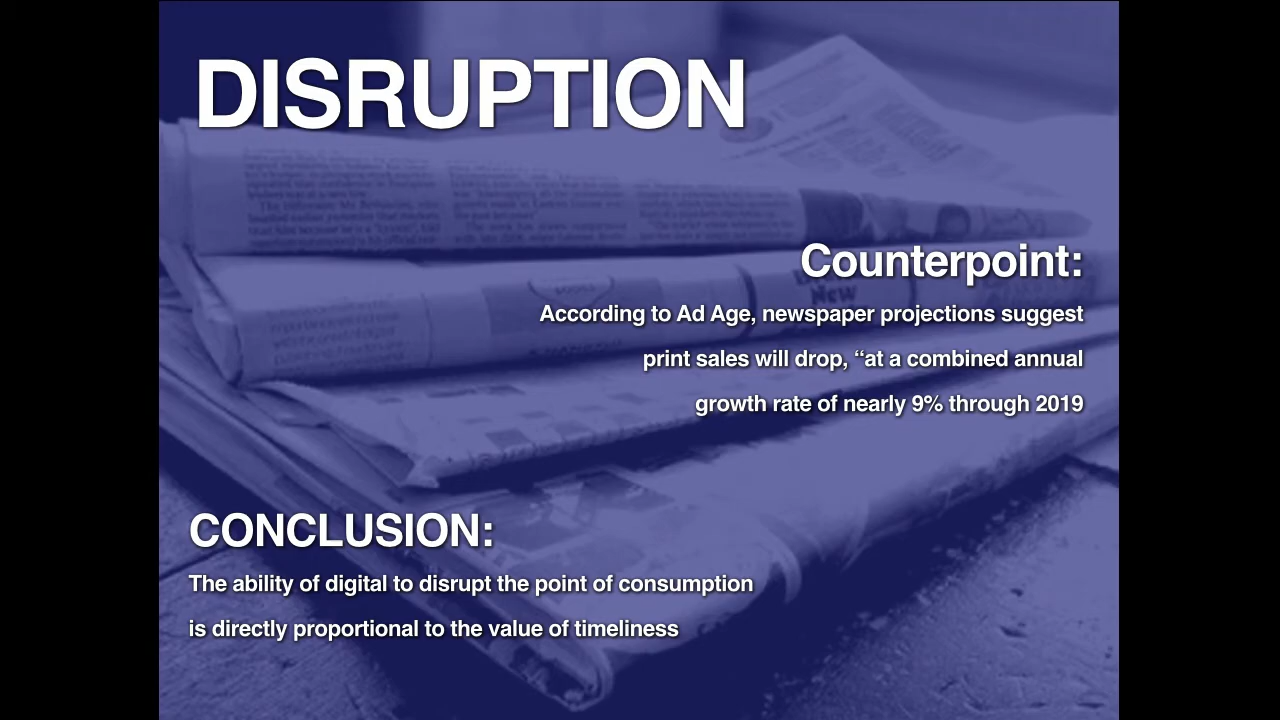 DISRUPTION
Counterpoint:
According to Ad Age, newspaper projections suggest
print sales will drop, “at a combined annual
growth rate of nearly 9% through 2019
CONCLUSION:
The ability of digital to disrupt the point of consumption
is directly proportional to the value of timeliness